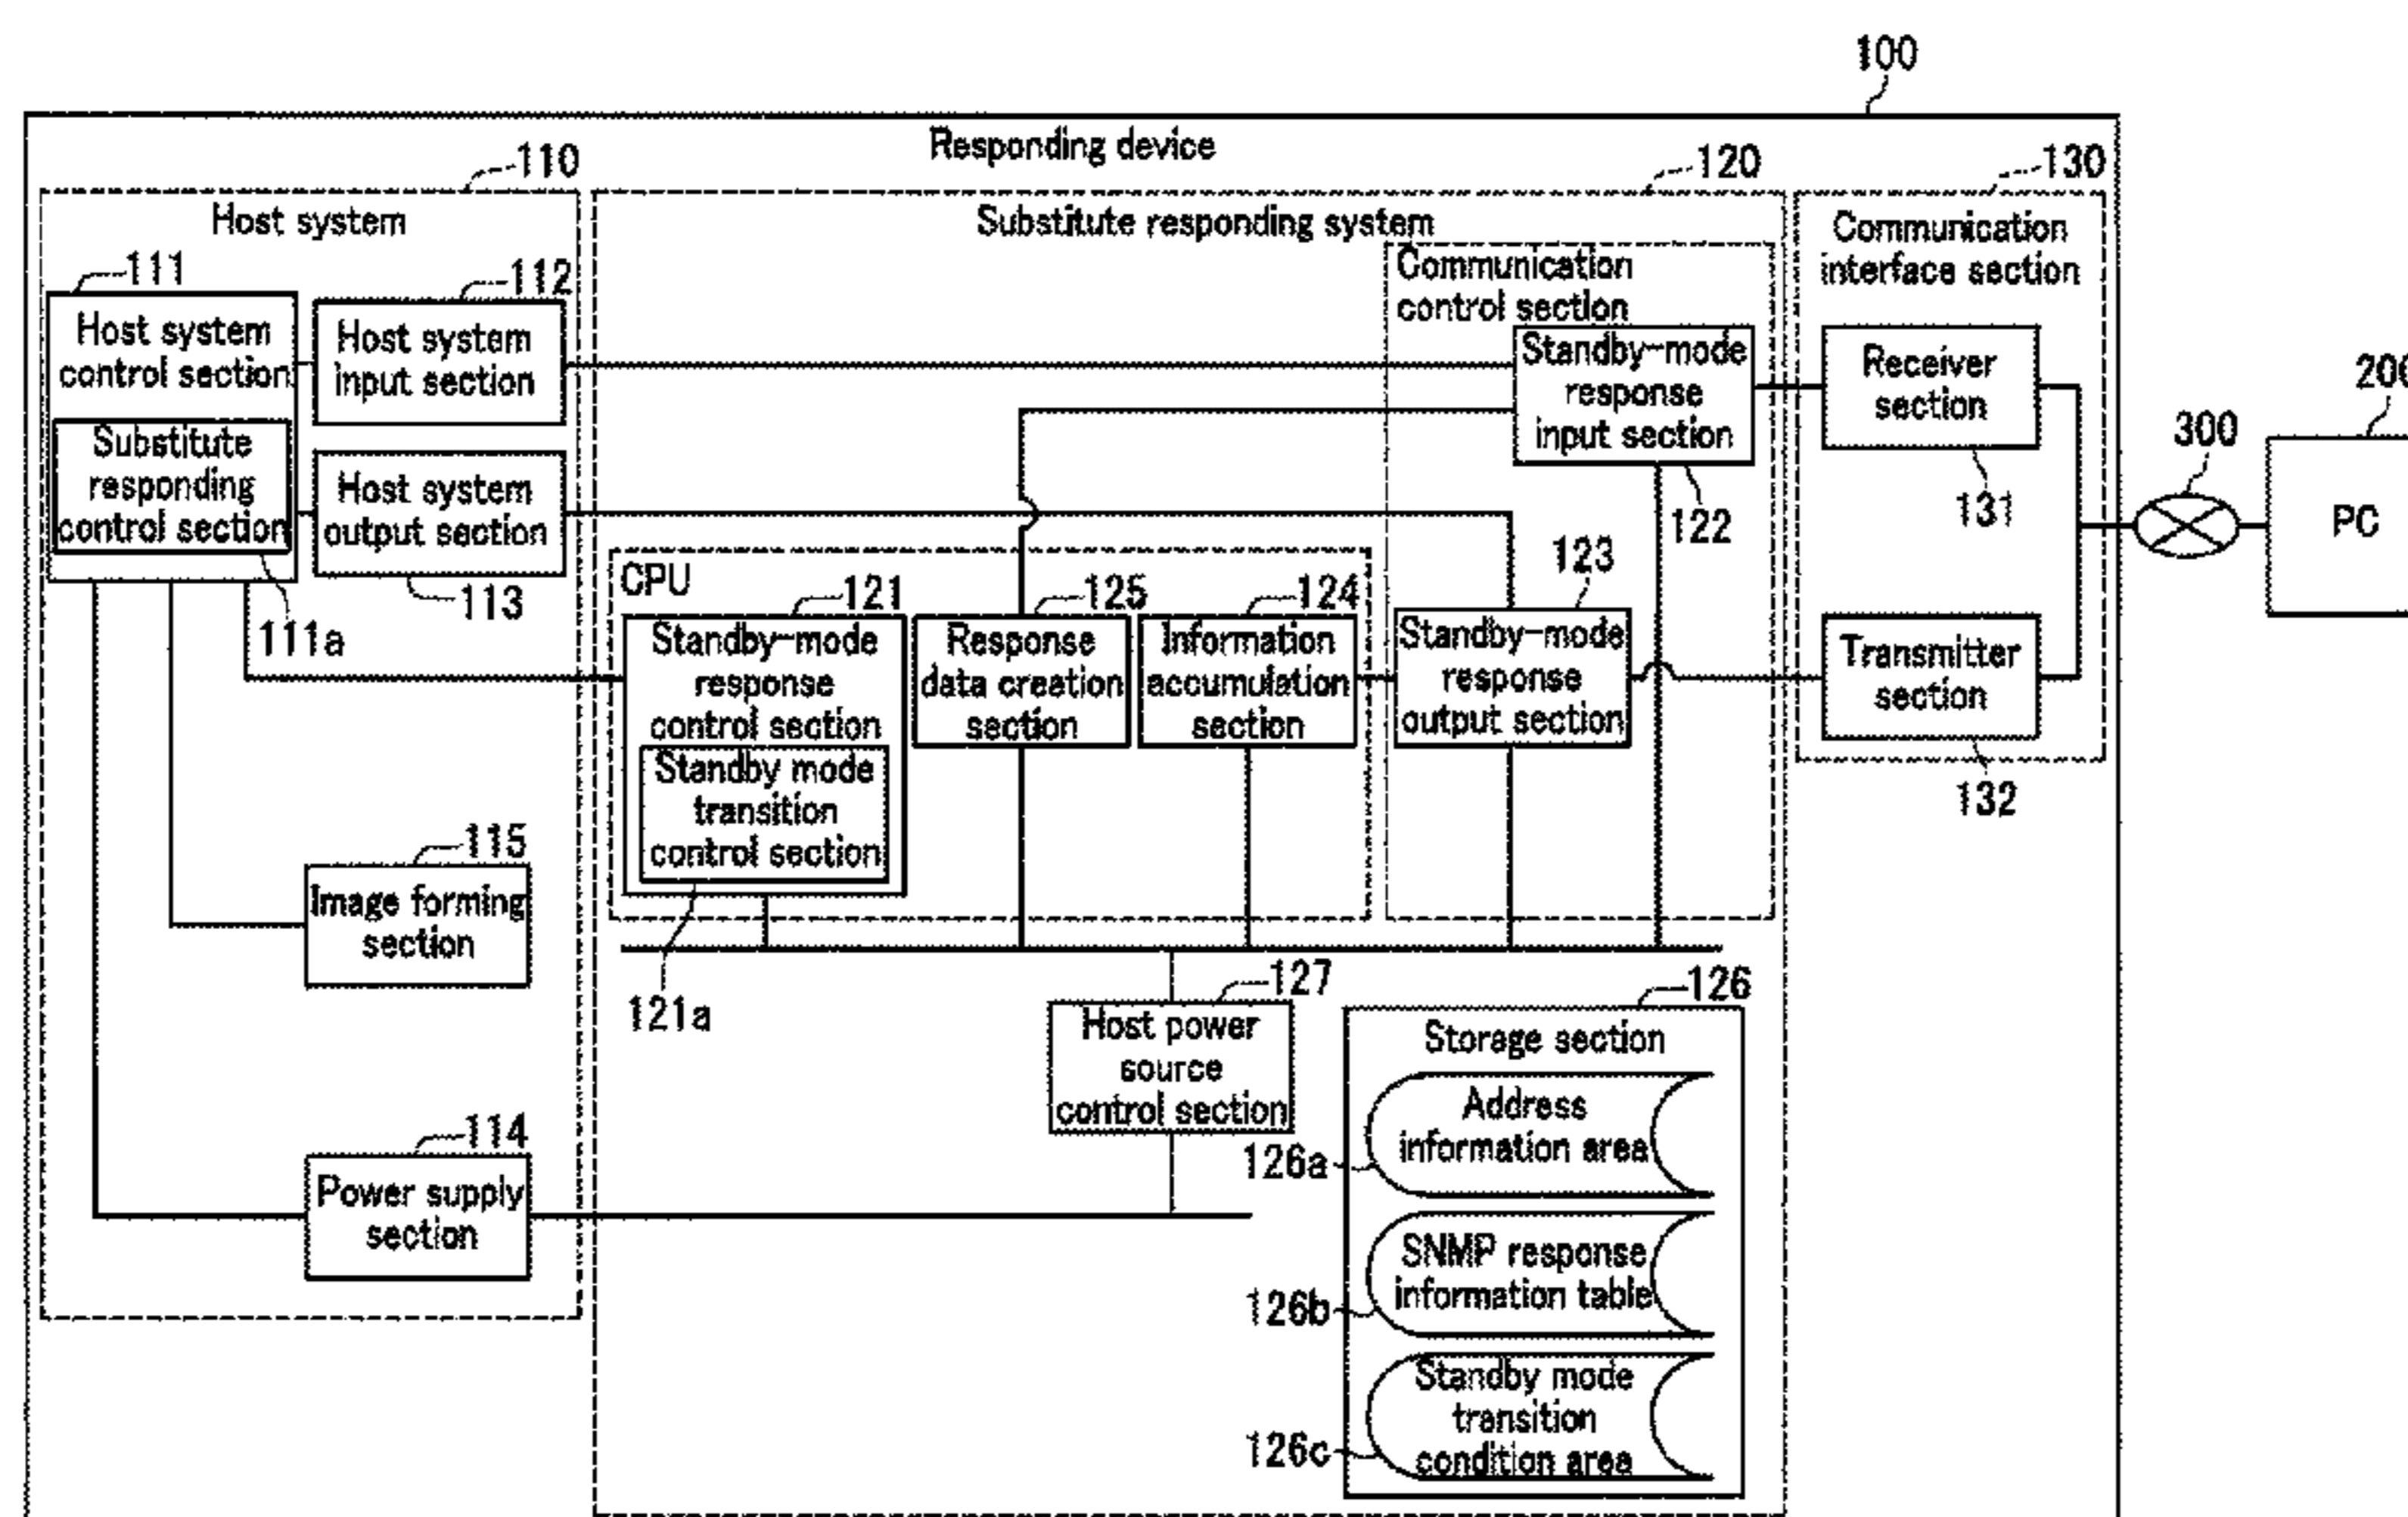 100
Responding device
110
120
130
Host system
Substitute responding system
Communication
interface section
111
112
Communication
control section
Host system
control section
Host system
input section
Standby-mode
response
input section
Receiver
section
200
300
Substitute
responding
control section
Host system
output section
122
131
PC
CPU
113
111a
121
125
124
123
Standby-mode
response
control section
Response
data creation
section
Information
accumulation
section
Standby-mode
response
output section
Transmitter
section
Standby mode
transition
control section
132
115
Image forming
section
121a
127
126
Host power
source
control section
Storage section
Address
information area
126a
114
Power supply
section
SNMP response
information table
126b
Standby mode
transition
condition area
126c